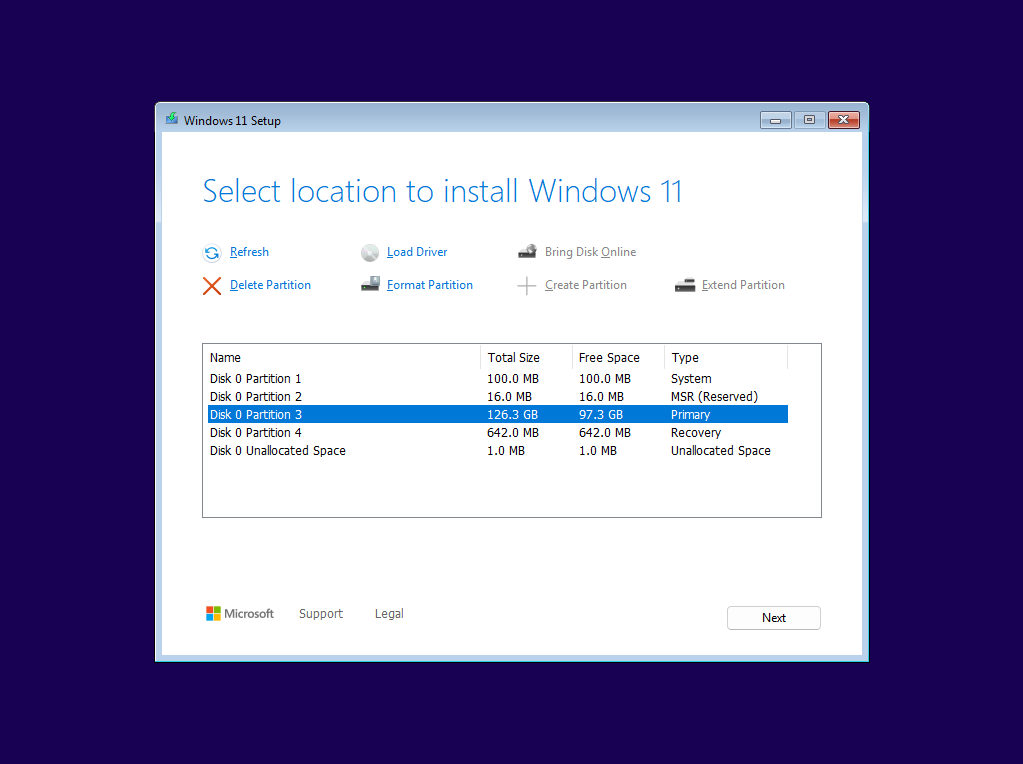 Windows 11 Setup
Select location to install Windows 11
Refresh Load Driver Bring Disk Online
Delete Partition Format Partition Create Partition Extend Partition
Name Total Size Free Space Type
Disk 0 Partition 1 100.0 MB 100.0 MB System
Disk 0 Partition 2 16.0 MB 16.0 MB MSR (Reserved)
Disk 0 Partition 3 126.3 GB 97.3 GB Primary
Disk 0 Partition 4 642.0 MB 642.0 MB Recovery
Disk 0 Unallocated Space 1.0 MB 1.0 MB Unallocated Space
Microsoft Support Legal Next